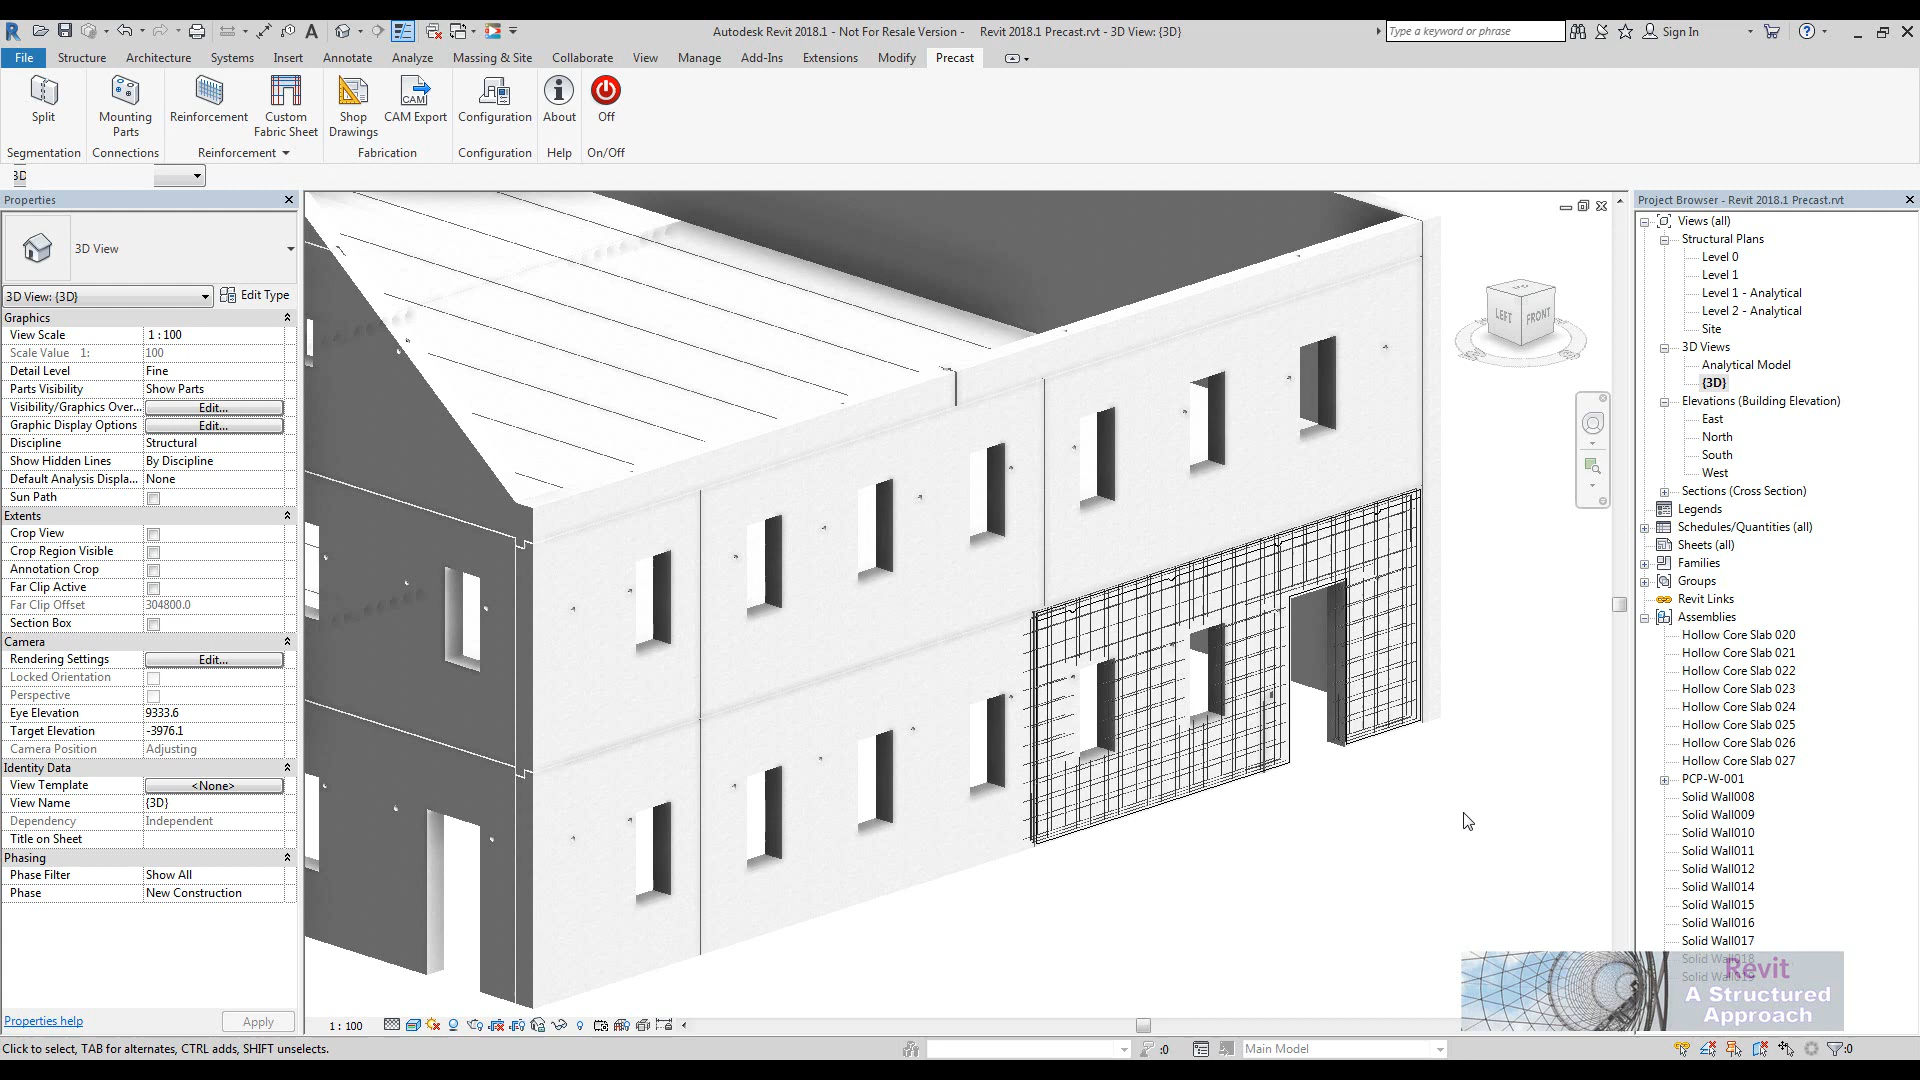 Autodesk Revit 2018.1 - Not For Resale Version - Revit 2018.1 Precast.rvt - 3D View: {3D}
Type a keyword or phrase
Sign In
File Structure Architecture Systems Insert Annotate Analyze Massing & Site Collaborate View Manage Add-Ins Extensions Modify Precast
Split
Mounting
Parts
Reinforcement
Custom
Fabric Sheet
Shop
Drawings
CAM
CAM Export
Configuration
About
Off
Segmentation Connections Reinforcement Fabrication Configuration Help On/Off
3D
Properties
3D View
3D View: {3D} Edit Type
Graphics
View Scale 1 : 100
Scale Value 1: 100
Detail Level Fine
Parts Visibility Show Parts
Visibility/Graphics Over... Edit...
Graphic Display Options Edit...
Discipline Structural
Show Hidden Lines By Discipline
Default Analysis Displa... None
Sun Path
Extents
Crop View
Crop Region Visible
Annotation Crop
Far Clip Active
Far Clip Offset 304800.0
Section Box
Camera
Rendering Settings Edit...
Locked Orientation
Perspective
Eye Elevation 9333.6
Target Elevation -3976.1
Camera Position Adjusting
Identity Data
View Template <None>
View Name {3D}
Dependency Independent
Title on Sheet
Phasing
Phase Filter Show All
Phase New Construction
Properties help Apply
LEFT FRONT
Project Browser - Revit 2018.1 Precast.rvt
Views (all)
Structural Plans
Level 0
Level 1
Level 1 - Analytical
Level 2 - Analytical
Site
3D Views
Analytical Model
{3D}
Elevations (Building Elevation)
East
North
South
West
Sections (Cross Section)
Legends
Schedules/Quantities (all)
Sheets (all)
Families
Groups
Revit Links
Assemblies
Hollow Core Slab 020
Hollow Core Slab 021
Hollow Core Slab 022
Hollow Core Slab 023
Hollow Core Slab 024
Hollow Core Slab 025
Hollow Core Slab 026
Hollow Core Slab 027
PCP-W-001
Solid Wall008
Solid Wall009
Solid Wall010
Solid Wall011
Solid Wall012
Solid Wall014
Solid Wall015
Solid Wall016
Solid Wall017
Solid Wall018
Revit
A Structured
Approach
1 : 100
Click to select, TAB for alternates, CTRL adds, SHIFT unselects.
:0
Main Model
:0